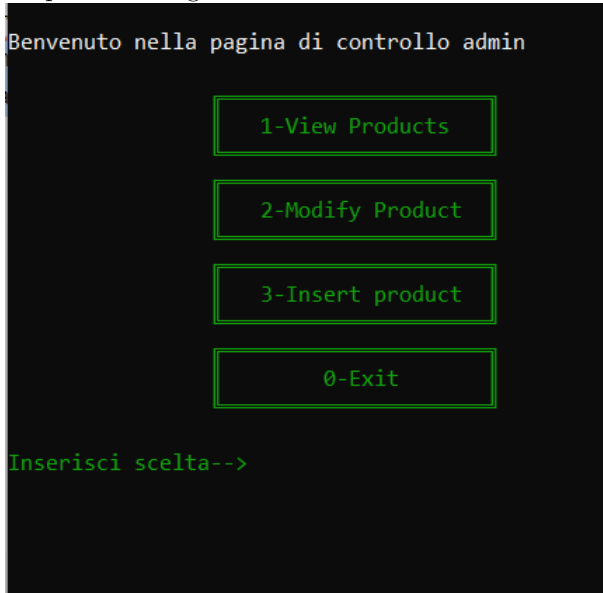 Benvenuto nella pagina di controllo admin
1-View Products
2-Modify Product
3-Insert product
0-Exit
Inserisci scelta-->